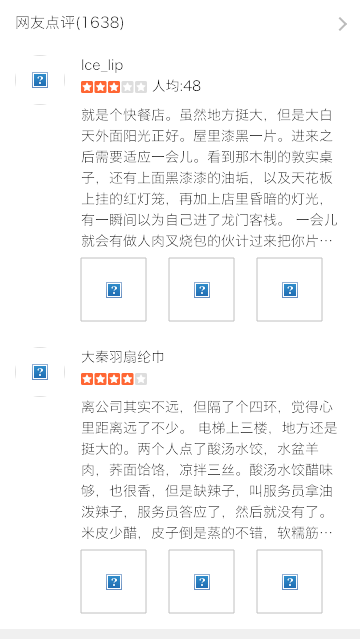 网友点评(1638)
Ice_lip
人均:48
就是个快餐店。虽然地方挺大，但是大白
天外面阳光正好。屋里漆黑一片。进来之
后需要适应一会儿。看到那木制的敦实桌
子，还有上面黑漆漆的油垢，以及天花板
上挂的红灯笼，再加上店里昏暗的灯光，
有一瞬间以为自己进了龙门客栈。 一会儿
就会有做人肉叉烧包的伙计过来把你片…
大秦羽扇纶巾
离公司其实不远，但隔了个四环，觉得心
里距离远了不少。 电梯上三楼，地方还是
挺大的。两个人点了酸汤水饺，水盆羊
肉，荞面饸饹，凉拌三丝。酸汤水饺醋味
够，也很香，但是缺辣子，叫服务员拿油
泼辣子，服务员答应了，然后就没有了。
米皮少醋，皮子倒是蒸的不错，软糯筋…